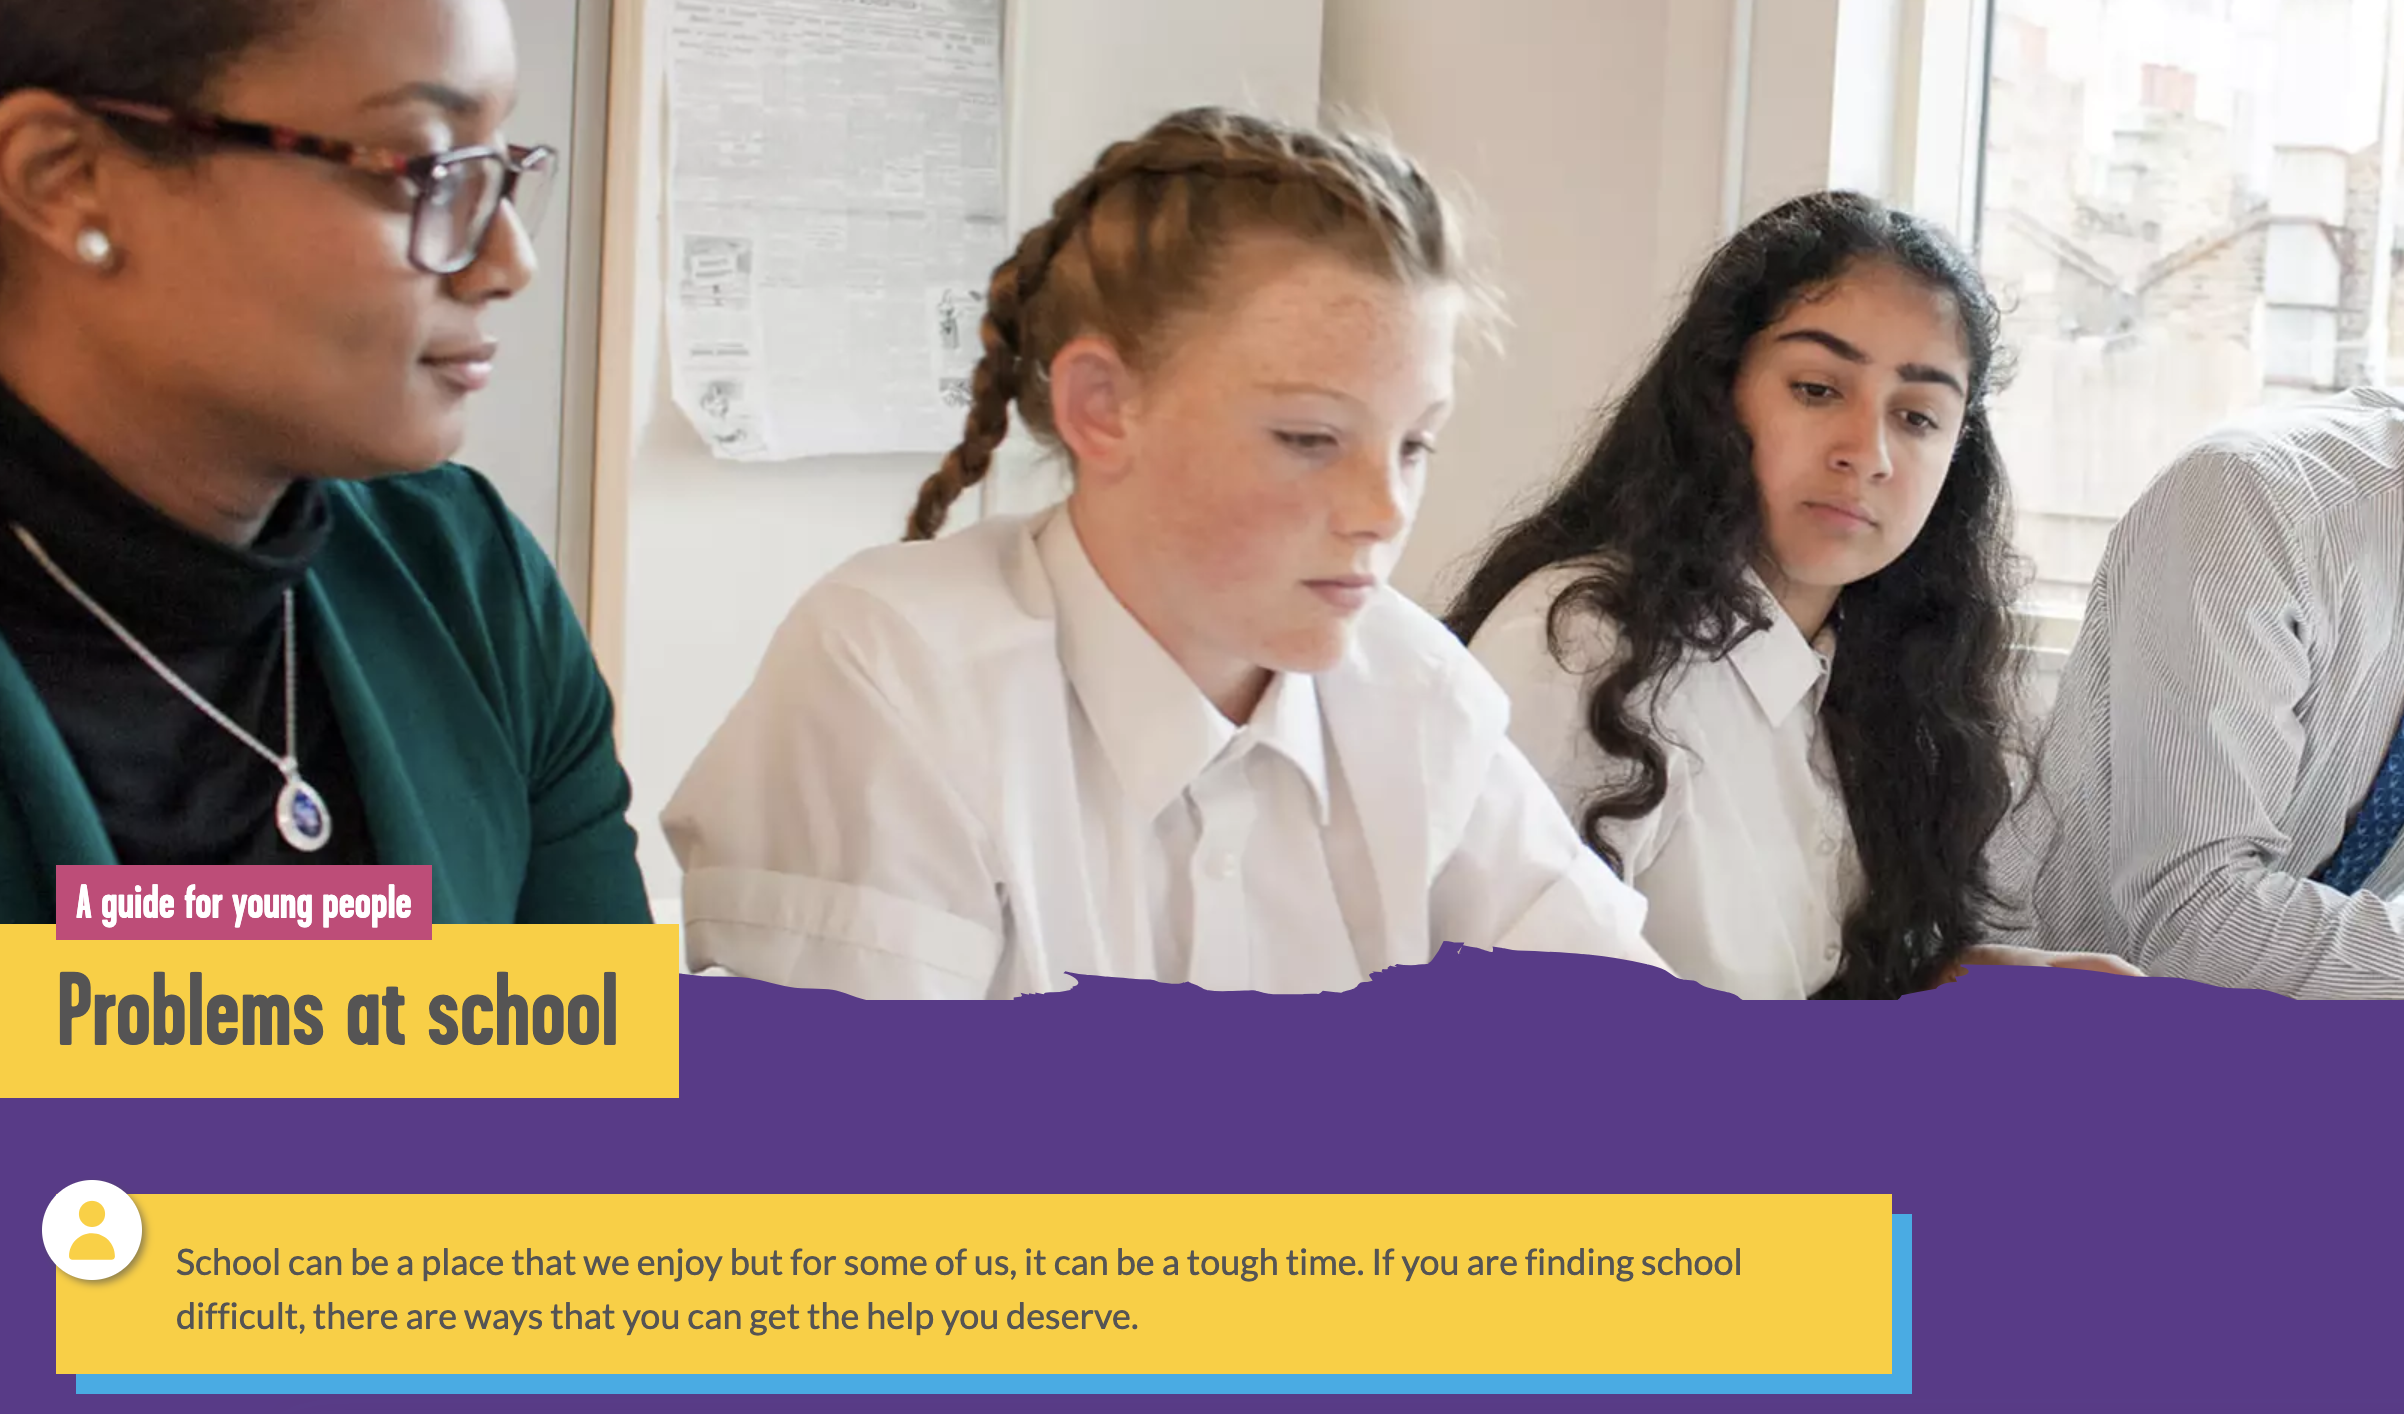 A guide for young people
Problems at school
School can be a place that we enjoy but for some of us, it can be a tough time. If you are finding school
difficult, there are ways that you can get the help you deserve.